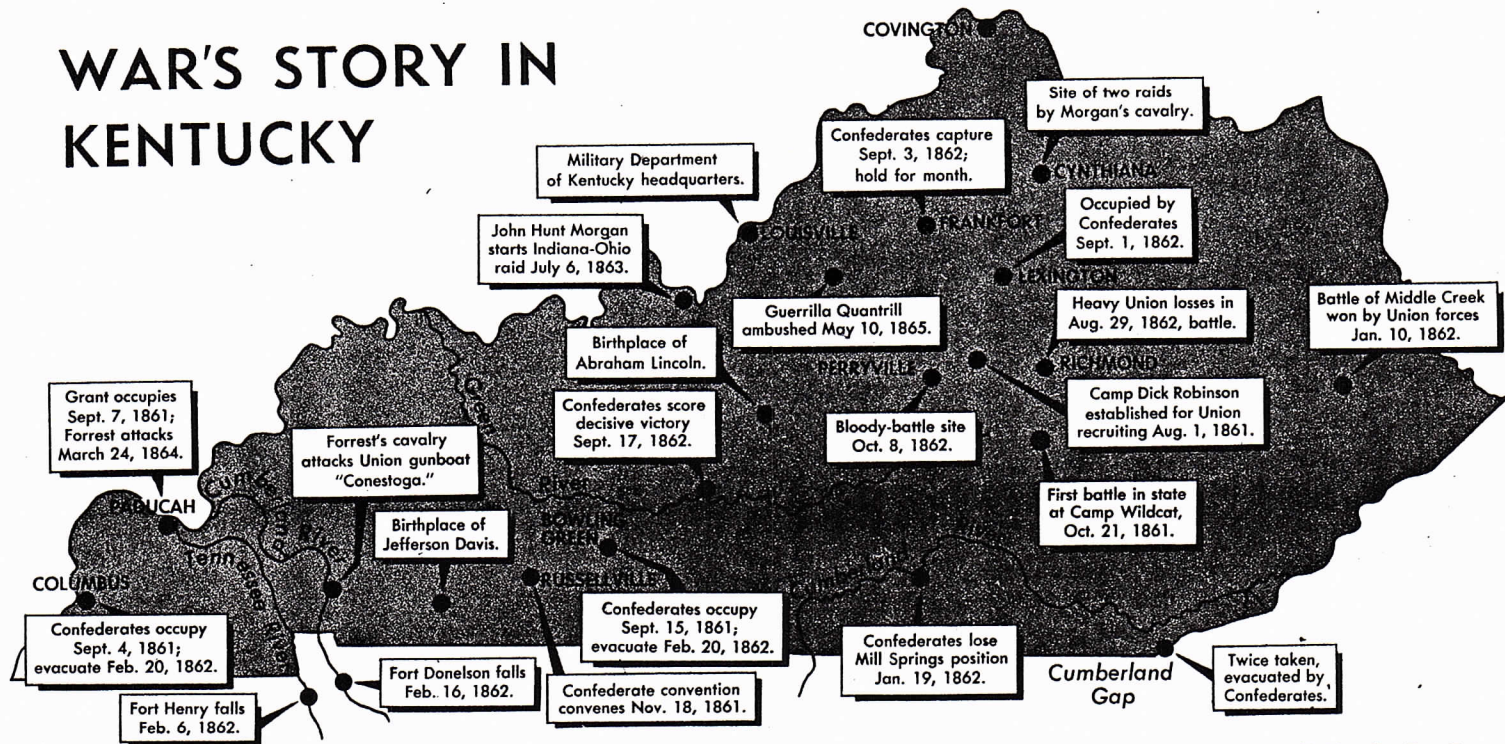 WAR'S STORY IN
KENTUCKY
COVINGTON
Site of two raids
by Morgan's cavalry.
CYNTHIANA
Confederates capture
Sept. 3, 1862;
hold for month.
FRANKFORT
Military Department
of Kentucky headquarters.
LOUISVILLE
Occupied by
Confederates
Sept. 1, 1862.
LEXINGTON
John Hunt Morgan
starts Indiana-Ohio
raid July 6, 1863.
Guerrilla Quantrill
ambushed May 10, 1865.
Heavy Union losses in
Aug. 29, 1862, battle.
RICHMOND
Battle of Middle Creek
won by Union forces
Jan. 10, 1862.
Birthplace of
Abraham Lincoln.
PERRYVILLE
Bloody-battle site
Oct. 8, 1862.
Camp Dick Robinson
established for Union
recruiting Aug. 1, 1861.
Grant occupies
Sept. 7, 1861;
Forrest attacks
March 24, 1864.
PADUCAH
Forrest's cavalry
attacks Union gunboat
"Conestoga."
Confederates score
decisive victory
Sept. 17, 1862.
Green
River
First battle in state
at Camp Wildcat,
Oct. 21, 1861.
Birthplace of
Jefferson Davis.
BOWLING
GREEN
River
Tennessee River
COLUMBUS
Confederates occupy
Sept. 4, 1861;
evacuate Feb. 20, 1862.
RUSSELLVILLE
Confederates occupy
Sept. 15, 1861;
evacuate Feb. 20, 1862.
River
Confederates lose
Mill Springs position
Jan. 19, 1862.
Cumberland
Gap
Twice taken,
evacuated by
Confederates.
Fort Henry falls
Feb. 6, 1862.
Fort Donelson falls
Feb. 16, 1862.
Confederate convention
convenes Nov. 18, 1861.